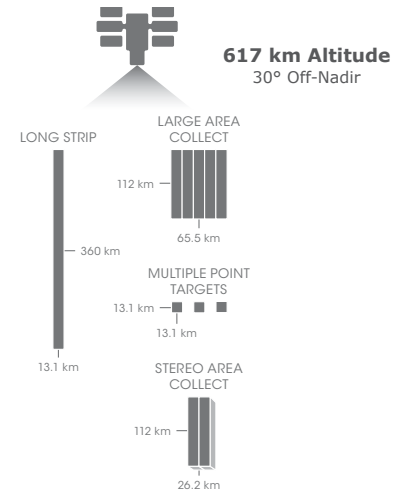 617 km Altitude
30° Off-Nadir
LONG STRIP
360 km
13.1 km
LARGE AREA
COLLECT
112 km
65.5 km
MULTIPLE POINT
TARGETS
13.1 km
13.1 km
STEREO AREA
COLLECT
112 km
26.2 km